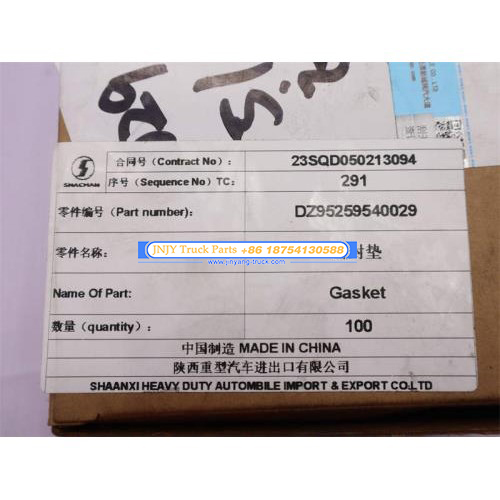 SHACMAN
合同号（Contract No）： 23SQD050213094
序号（Sequence No）TC： 291
零件编号（Part number）： DZ95259540029
零件名称： 封垫
JNJY Truck Parts +86 18754130588
www.jinyang-truck.com
Name Of Part: Gasket
数量（quantity）： 100
中国制造 MADE IN CHINA
陕西重型汽车进出口有限公司
SHAANXI HEAVY DUTY AUTOMBILE IMPORT & EXPORT CO.LTD